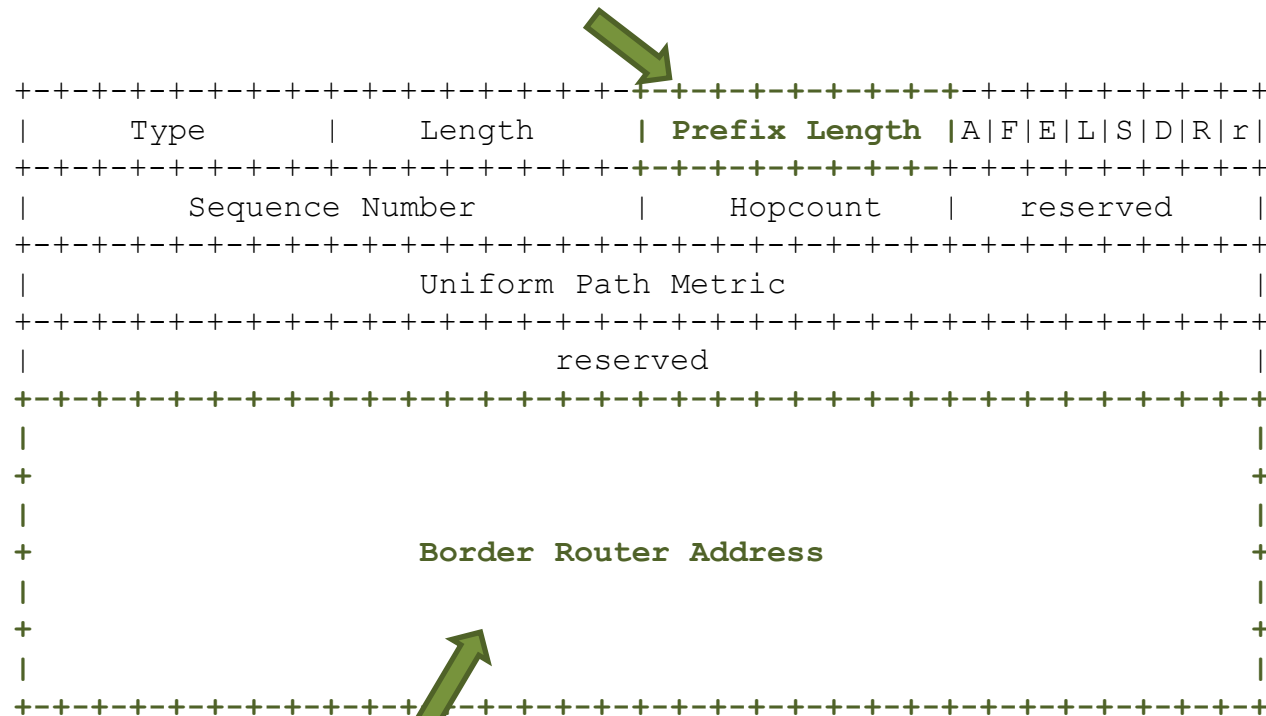 +-+-+-+-+-+-+-+-+-+-+-+-+-+-+-+-+-+-+-+-+-+-+-+-+-+-+-+-+-+-+-+-+
|     Type      |    Length     | Prefix Length |A|F|E|L|S|D|R|r|
+-+-+-+-+-+-+-+-+-+-+-+-+-+-+-+-+-+-+-+-+-+-+-+-+-+-+-+-+-+-+-+-+
|        Sequence Number        |    Hopcount   |   reserved    |
+-+-+-+-+-+-+-+-+-+-+-+-+-+-+-+-+-+-+-+-+-+-+-+-+-+-+-+-+-+-+-+-+
|                    Uniform Path Metric                        |
+-+-+-+-+-+-+-+-+-+-+-+-+-+-+-+-+-+-+-+-+-+-+-+-+-+-+-+-+-+-+-+-+
|                           reserved                            |
+-+-+-+-+-+-+-+-+-+-+-+-+-+-+-+-+-+-+-+-+-+-+-+-+-+-+-+-+-+-+-+-+
|                                                               |
+                                                               +
|                                                               |
+                    Border Router Address                      +
|                                                               |
+                                                               +
|                                                               |
+-+-+-+-+-+-+-+-+-+-+-+-+-+-+-+-+-+-+-+-+-+-+-+-+-+-+-+-+-+-+-+-+